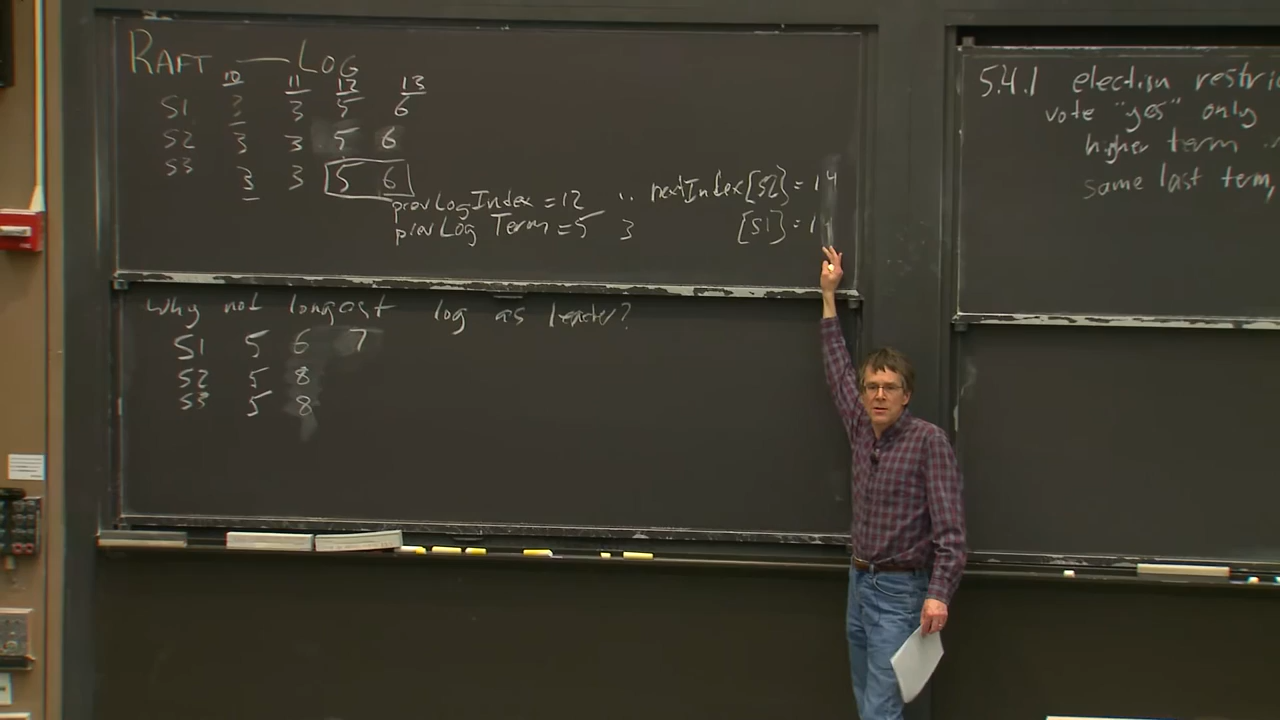 RAFT — LOG
10 11 12 13
S1 3 3 5 6
S2 3 3 5 6
S3 3 3 5 6
prevLogIndex = 12 nextIndex[S2] = 14
prevLog Term = 5 3 [S1] = 1
Why not longest log as leader?
S1 5 6 7
S2 5 8
S3 5 8
5.4.1 election restri
vote "yes" only
higher term
same last term,